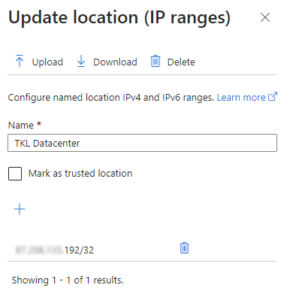 Update location (IP ranges)
Upload Download Delete
Configure named location IPv4 and IPv6 ranges. Learn more
Name *
TKL Datacenter
Mark as trusted location
.192/32
Showing 1 - 1 of 1 results.